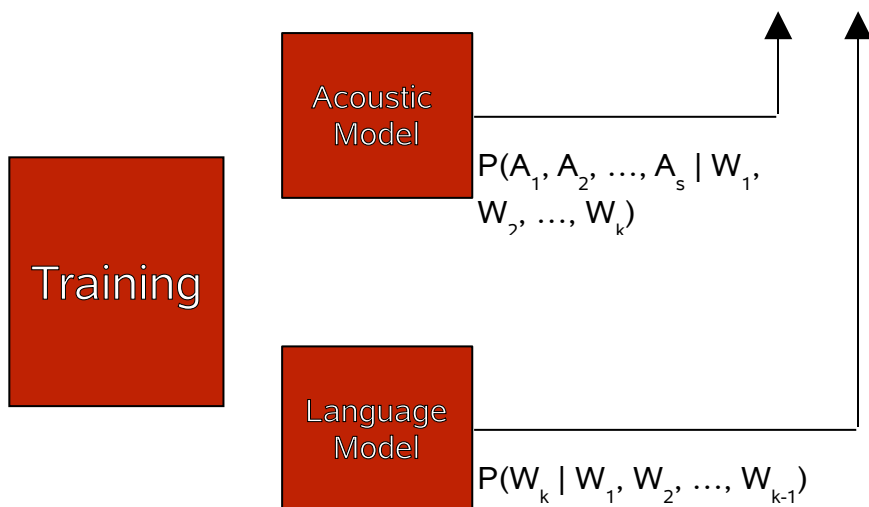 Acoustic
Model
P(A₁, A₂, …, Aₛ | W₁,
W₂, …, Wₖ)
Training
Language
Model
P(Wₖ | W₁, W₂, …, Wₖ₋₁)